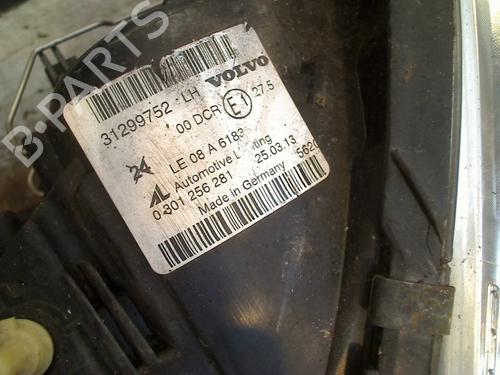 31299752 LH VOLVO
00 DCR E1 27.5
LE 08 A 6183
AL Automotive Lighting 25.03.13
0 301 256 281 Made in Germany 5620
B-PARTS